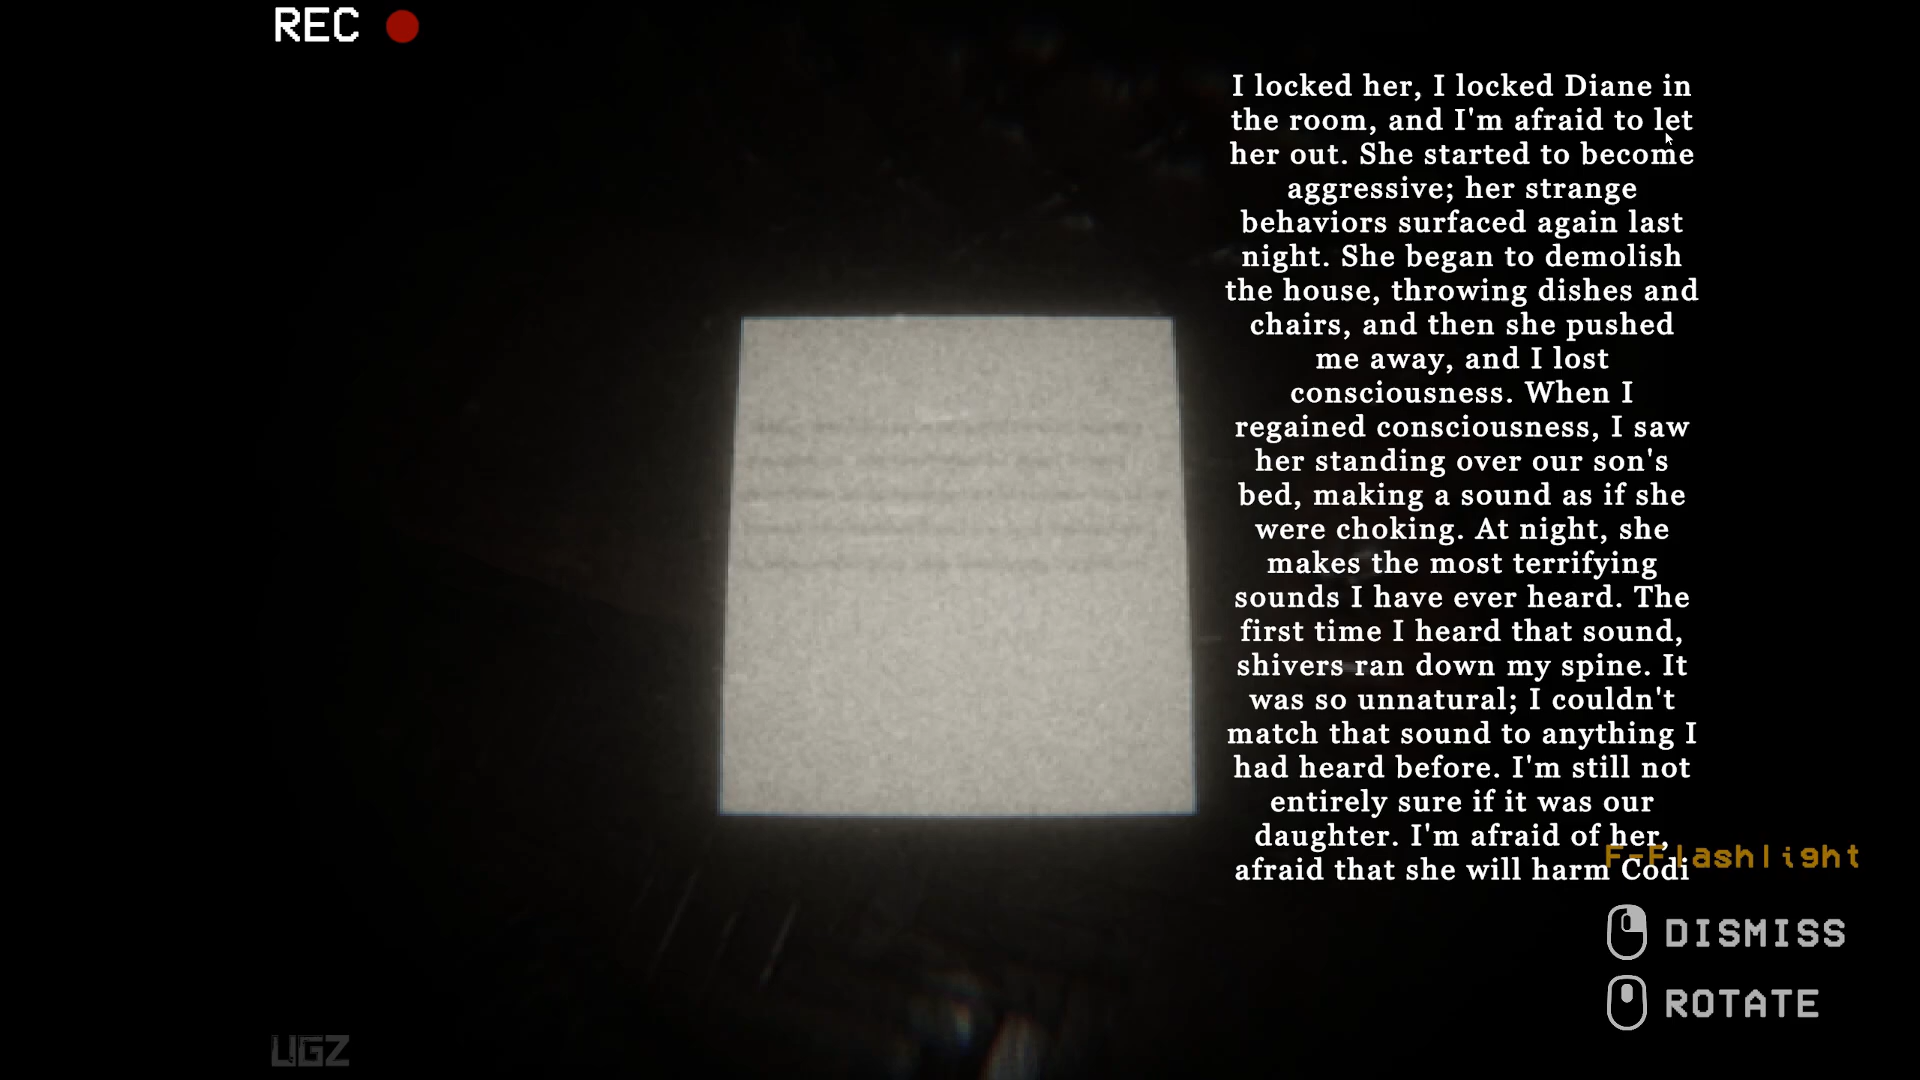 REC
I locked her, I locked Diane in
the room, and I'm afraid to let
her out. She started to become
aggressive; her strange
behaviors surfaced again last
night. She began to demolish
the house, throwing dishes and
chairs, and then she pushed
me away, and I lost
consciousness. When I
regained consciousness, I saw
her standing over our son's
bed, making a sound as if she
were choking. At night, she
makes the most terrifying
sounds I have ever heard. The
first time I heard that sound,
shivers ran down my spine. It
was so unnatural; I couldn't
match that sound to anything I
had heard before. I'm still not
entirely sure if it was our
daughter. I'm afraid of her,
afraid that she will harm Codi
F-Flashlight
DISMISS
ROTATE
UGZ